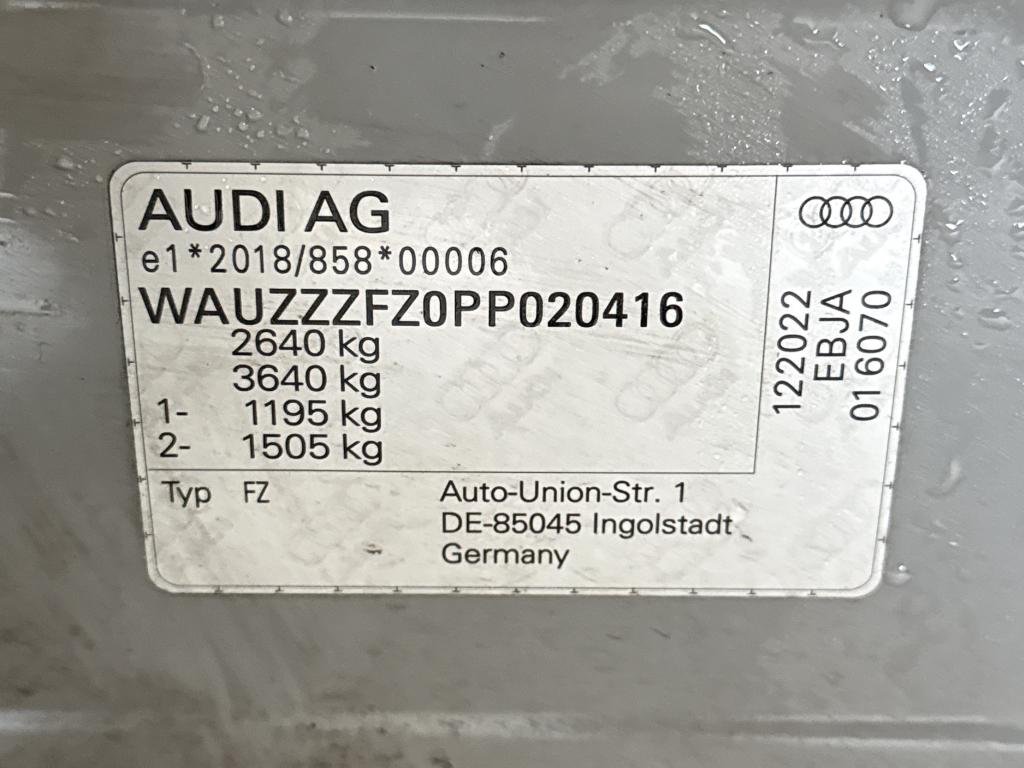 AUDI AG
e1*2018/858*00006
WAUZZZFZ0PP020416
2640 kg
3640 kg
1- 1195 kg
2- 1505 kg
Typ FZ
Auto-Union-Str. 1
DE-85045 Ingolstadt
Germany
122022
EBJA
01 6070